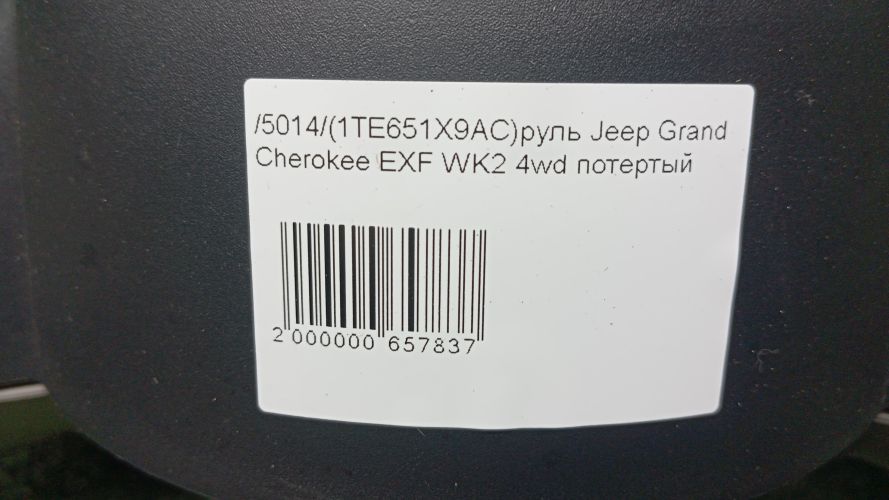 /5014/(1TE651X9AC)руль Jeep Grand
Cherokee EXF WK2 4wd потертый
2 000000 657837